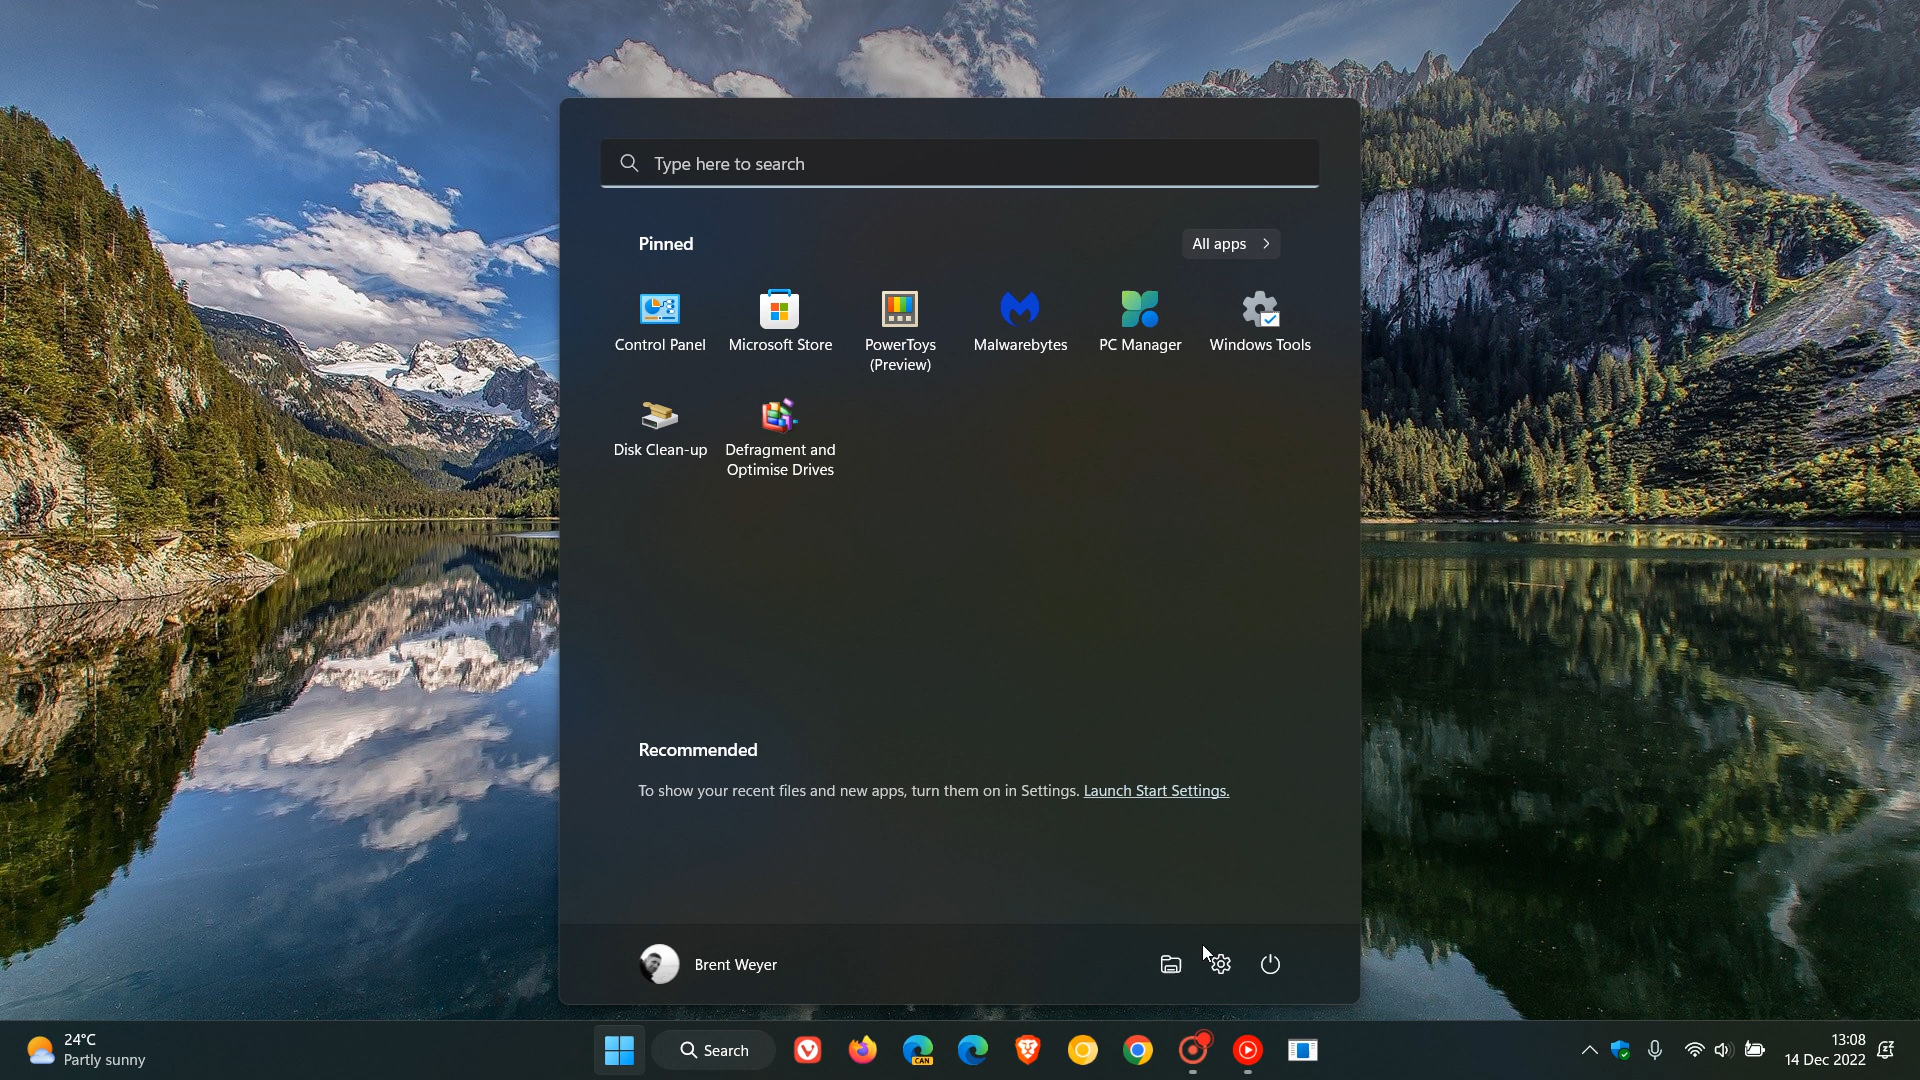 Type here to search
Pinned
All apps
Control Panel
Microsoft Store
PowerToys
(Preview)
Malwarebytes
PC Manager
Windows Tools
Disk Clean-up
Defragment and
Optimise Drives
Recommended
To show your recent files and new apps, turn them on in Settings. Launch Start Settings.
Brent Weyer
24°C
Partly sunny
Search
CAN
13:08
14 Dec 2022